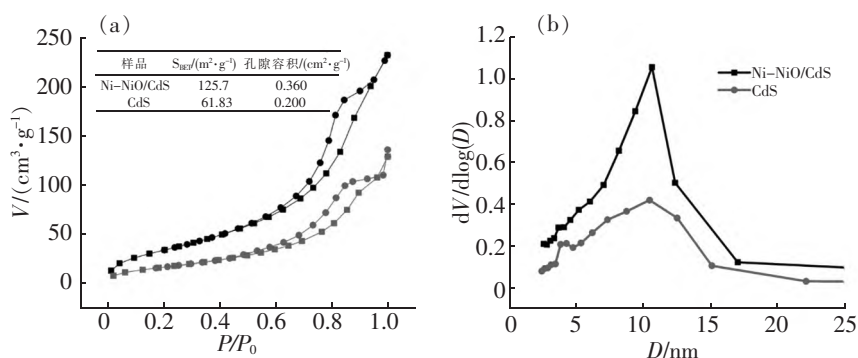 (a)
250
200
150
100
50
0
V/(cm³·g⁻¹)
样品 S_BET/(m²·g⁻¹) 孔隙容积/(cm²·g⁻¹)
Ni-NiO/CdS 125.7 0.360
CdS 61.83 0.200
0 0.2 0.4 0.6 0.8 1.0
P/P₀
(b)
1.2
1.0
0.8
0.6
0.4
0.2
0
dV/dlog(D)
Ni-NiO/CdS
CdS
0 5 10 15 20 25
D/nm